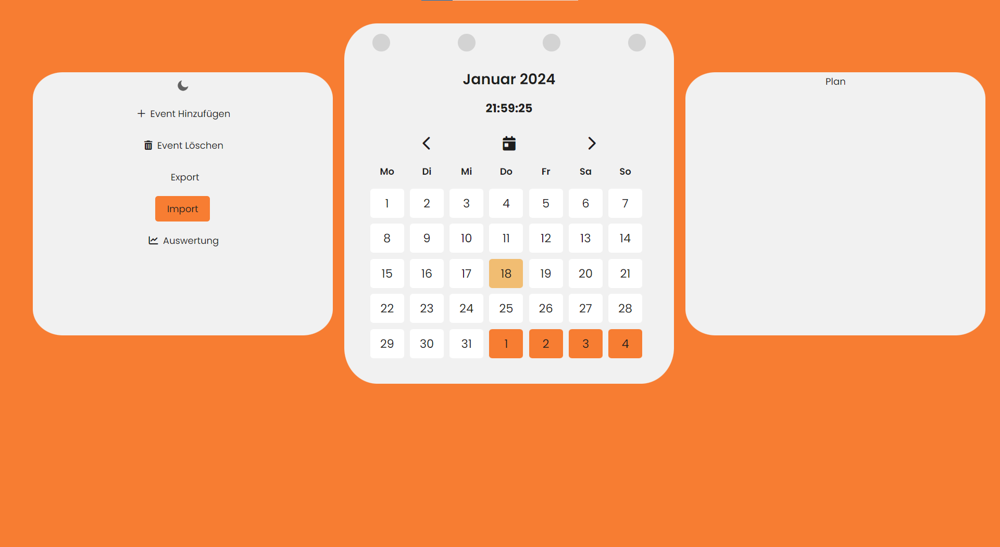 Event Hinzufügen
Event Löschen
Export
Import
Auswertung
Januar 2024
21:59:25
Mo Di Mi Do Fr Sa So
1 2 3 4 5 6 7
8 9 10 11 12 13 14
15 16 17 18 19 20 21
22 23 24 25 26 27 28
29 30 31 1 2 3 4
Plan